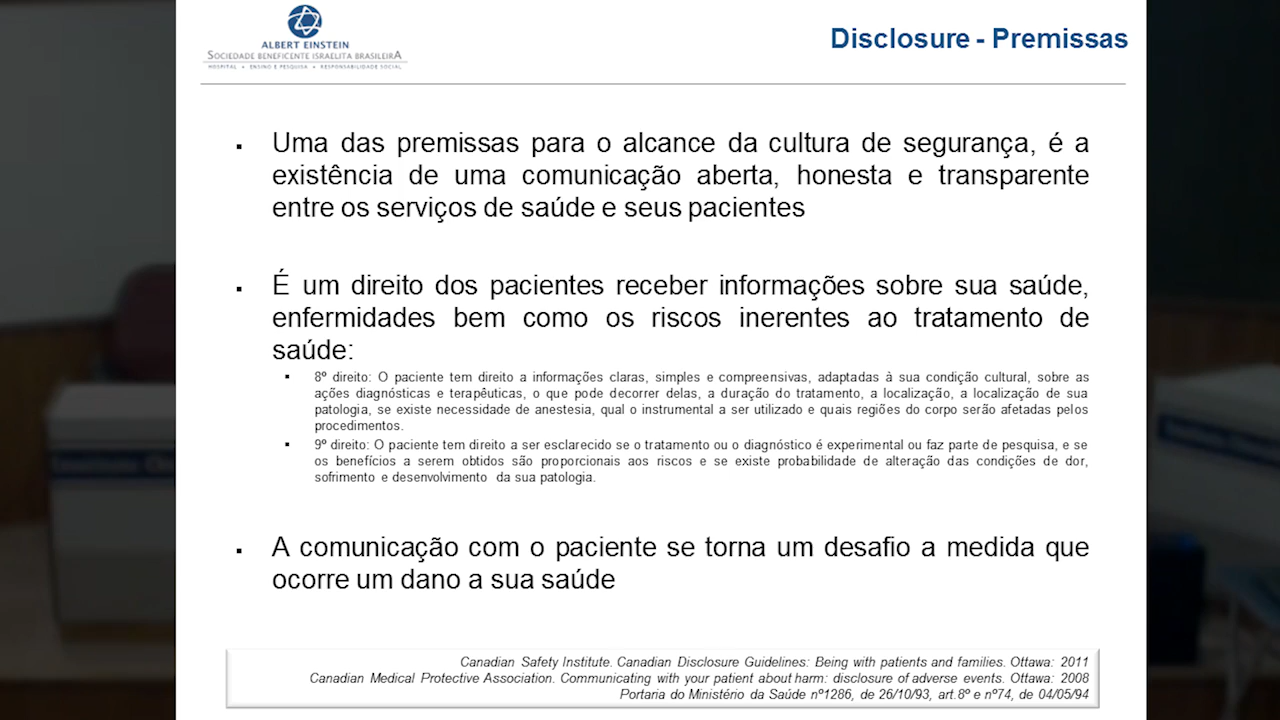 ALBERT EINSTEIN
SOCIEDADE BENEFICENTE ISRAELITA BRASILEIRA
HOSPITAL • ENSINO E PESQUISA • RESPONSABILIDADE SOCIAL
Disclosure - Premissas
▪ Uma das premissas para o alcance da cultura de segurança, é a
existência de uma comunicação aberta, honesta e transparente
entre os serviços de saúde e seus pacientes
▪ É um direito dos pacientes receber informações sobre sua saúde,
enfermidades bem como os riscos inerentes ao tratamento de
saúde:
▪ 8º direito: O paciente tem direito a informações claras, simples e compreensivas, adaptadas à sua condição cultural, sobre as
ações diagnósticas e terapêuticas, o que pode decorrer delas, a duração do tratamento, a localização, a localização de sua
patologia, se existe necessidade de anestesia, qual o instrumental a ser utilizado e quais regiões do corpo serão afetadas pelos
procedimentos.
▪ 9º direito: O paciente tem direito a ser esclarecido se o tratamento ou o diagnóstico é experimental ou faz parte de pesquisa, e se
os benefícios a serem obtidos são proporcionais aos riscos e se existe probabilidade de alteração das condições de dor,
sofrimento e desenvolvimento da sua patologia.
▪ A comunicação com o paciente se torna um desafio a medida que
ocorre um dano a sua saúde
Canadian Safety Institute. Canadian Disclosure Guidelines: Being with patients and families. Ottawa: 2011
Canadian Medical Protective Association. Communicating with your patient about harm: disclosure of adverse events. Ottawa: 2008
Portaria do Ministério da Saúde nº1286, de 26/10/93, art.8º e nº74, de 04/05/94